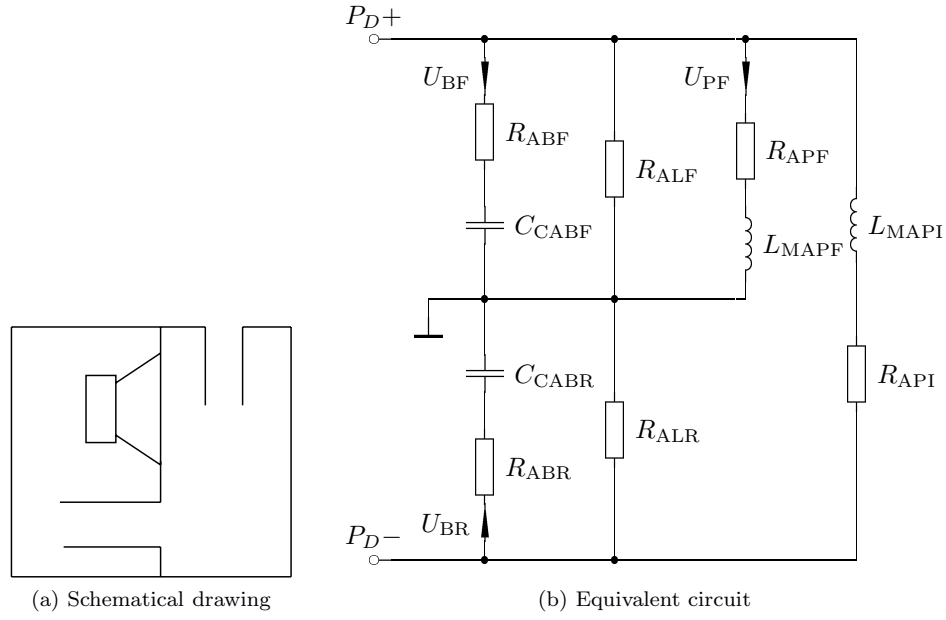 P_D+
U_BF
U_PF
R_ABF
R_ALF
R_APF
C_CABF
L_MAPF
L_MAPI
C_CABR
R_API
R_ALR
R_ABR
U_BR
P_D−
(a) Schematical drawing
(b) Equivalent circuit